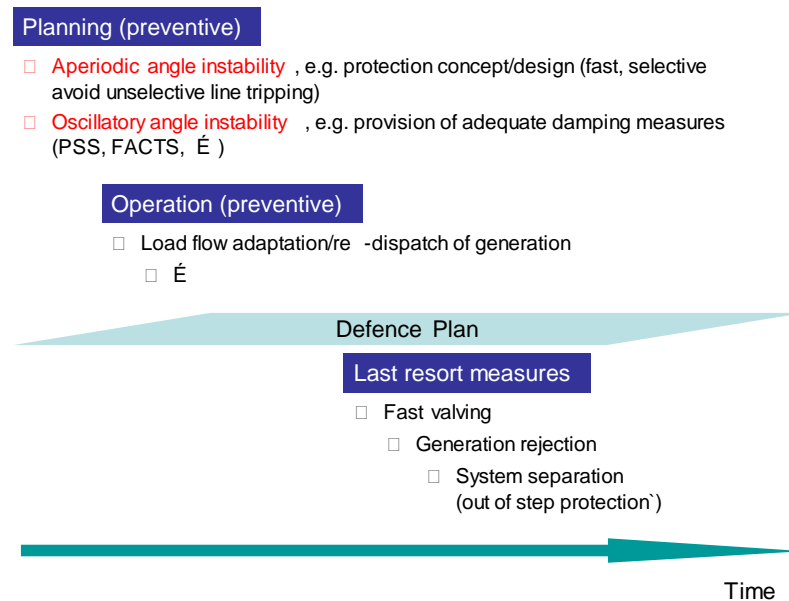 Planning (preventive)
□ Aperiodic angle instability , e.g. protection concept/design (fast, selective
avoid unselective line tripping)
□ Oscillatory angle instability , e.g. provision of adequate damping measures
(PSS, FACTS, É )
Operation (preventive)
□ Load flow adaptation/re -dispatch of generation
□ É
Defence Plan
Last resort measures
□ Fast valving
□ Generation rejection
□ System separation
(out of step protection`)
Time